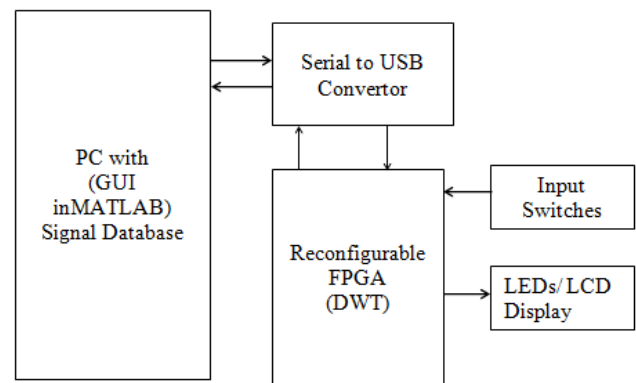 Serial to USB
Convertor
PC with
(GUI
inMATLAB)
Signal Database
Input
Switches
Reconfigurable
FPGA
(DWT)
LEDs/ LCD
Display